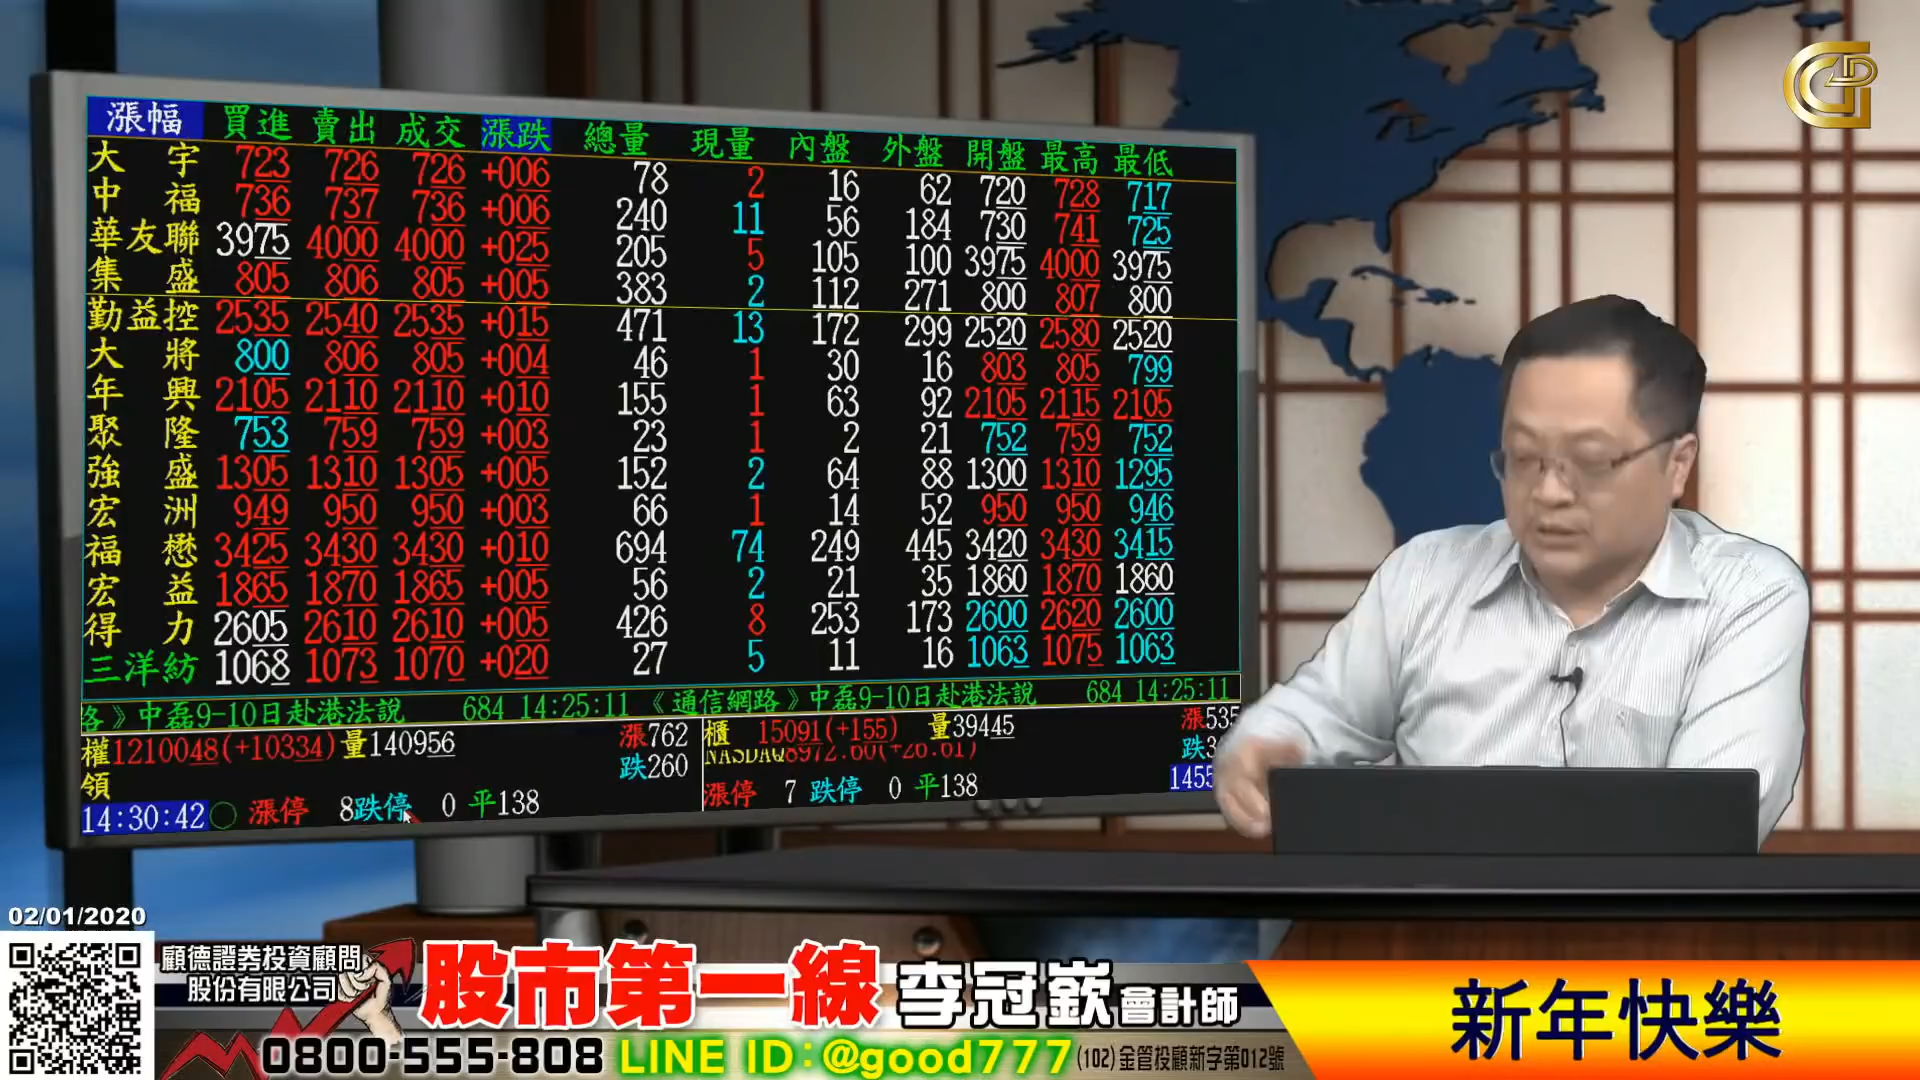 漲幅 買進 賣出 成交 漲跌 總量 現量 內盤 外盤 開盤 最高 最低
大宇 723 726 726 +006 78 2 16 62 720 728 717
中福 736 737 736 +006 240 11 56 184 730 741 725
華友聯 3975 4000 4000 +025 205 5 105 100 3975 4000 3975
集盛 805 806 805 +005 383 2 112 271 800 807 800
勤益控 2535 2540 2535 +015 471 13 172 299 2520 2580 2520
大將 800 806 805 +004 46 1 30 16 803 805 799
年興 2105 2110 2110 +010 155 1 63 92 2105 2115 2105
聚隆 753 759 759 +003 23 1 2 21 752 759 752
強盛 1305 1310 1305 +005 152 2 64 88 1300 1310 1295
宏洲 949 950 950 +003 66 1 14 52 950 950 946
福懋 3425 3430 3430 +010 694 74 249 445 3420 3430 3415
宏益 1865 1870 1865 +005 56 2 21 35 1860 1870 1860
得力 2605 2610 2610 +005 426 8 253 173 2600 2620 2600
三洋紡 1068 1073 1070 +020 27 5 11 16 1063 1075 1063
》中磊9-10日赴港法說 684 14:25:11 《通信網路》中磊9-10日赴港法說 684 14:25:11
權1210048(+10334)量140956 漲762 櫃 15091(+155) 量39445 漲535
領 跌260 NASDAQ8972.60(+26.61) 跌
14:30:42 漲停 8跌停 0 平138 漲停 7 跌停 0 平138 1455
02/01/2020
顧德證券投資顧問
股份有限公司
股市第一線 李冠嶔會計師
0800-555-808 LINE ID:@good777 (102)金管投顧新字第012號
新年快樂